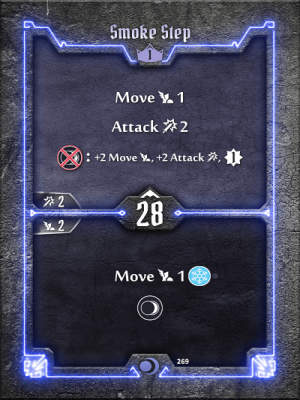 Smoke Step
1
Move 1
Attack 2
: +2 Move, +2 Attack, 1
2
28
2
Move 1
269